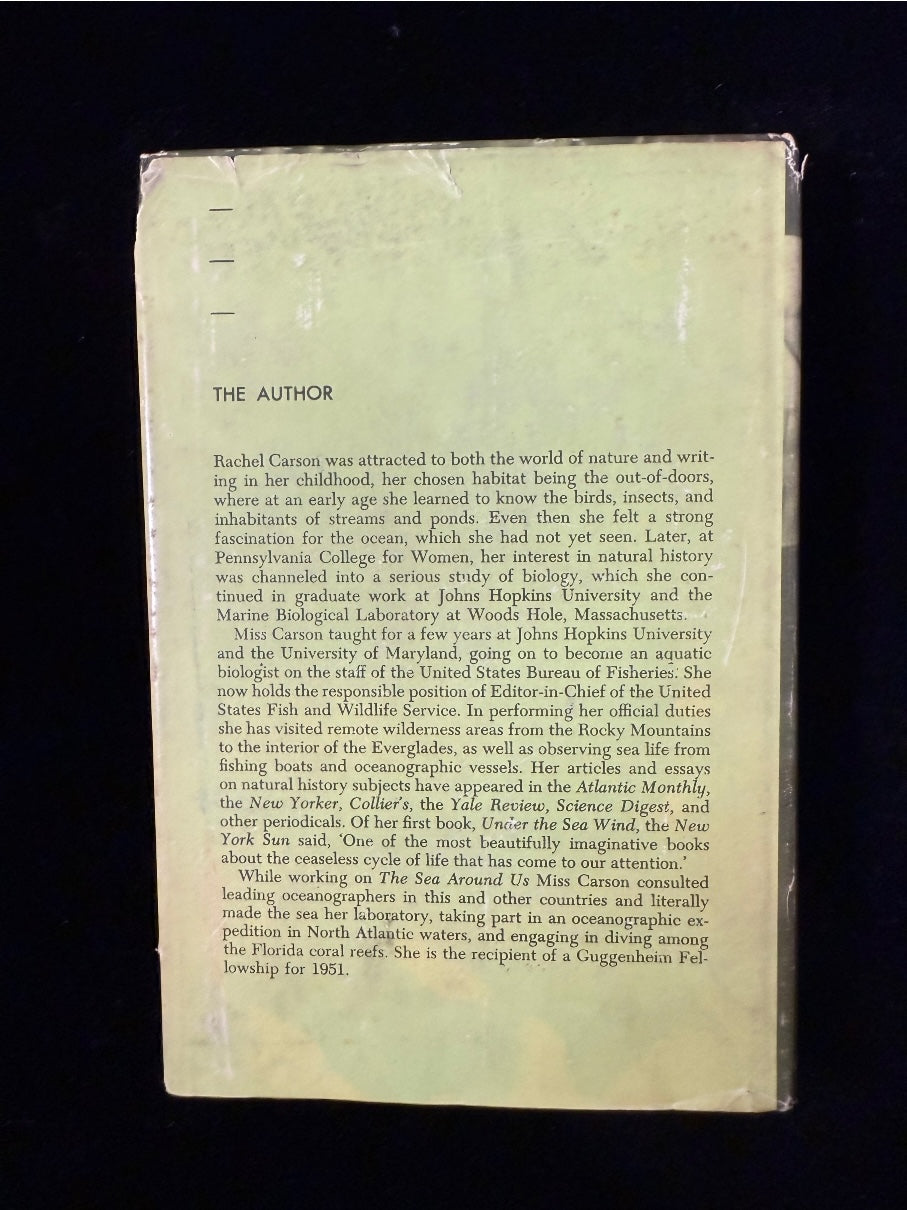 THE AUTHOR
Rachel Carson was attracted to both the world of nature and writ-
ing in her childhood, her chosen habitat being the out-of-doors,
where at an early age she learned to know the birds, insects, and
inhabitants of streams and ponds. Even then she felt a strong
fascination for the ocean, which she had not yet seen. Later, at
Pennsylvania College for Women, her interest in natural history
was channeled into a serious study of biology, which she con-
tinued in graduate work at Johns Hopkins University and the
Marine Biological Laboratory at Woods Hole, Massachusetts.
Miss Carson taught for a few years at Johns Hopkins University
and the University of Maryland, going on to become an aquatic
biologist on the staff of the United States Bureau of Fisheries. She
now holds the responsible position of Editor-in-Chief of the United
States Fish and Wildlife Service. In performing her official duties
she has visited remote wilderness areas from the Rocky Mountains
to the interior of the Everglades, as well as observing sea life from
fishing boats and oceanographic vessels. Her articles and essays
on natural history subjects have appeared in the Atlantic Monthly,
the New Yorker, Collier's, the Yale Review, Science Digest, and
other periodicals. Of her first book, Under the Sea Wind, the New
York Sun said, 'One of the most beautifully imaginative books
about the ceaseless cycle of life that has come to our attention.'
While working on The Sea Around Us Miss Carson consulted
leading oceanographers in this and other countries and literally
made the sea her laboratory, taking part in an oceanographic ex-
pedition in North Atlantic waters, and engaging in diving among
the Florida coral reefs. She is the recipient of a Guggenheim Fel-
lowship for 1951.